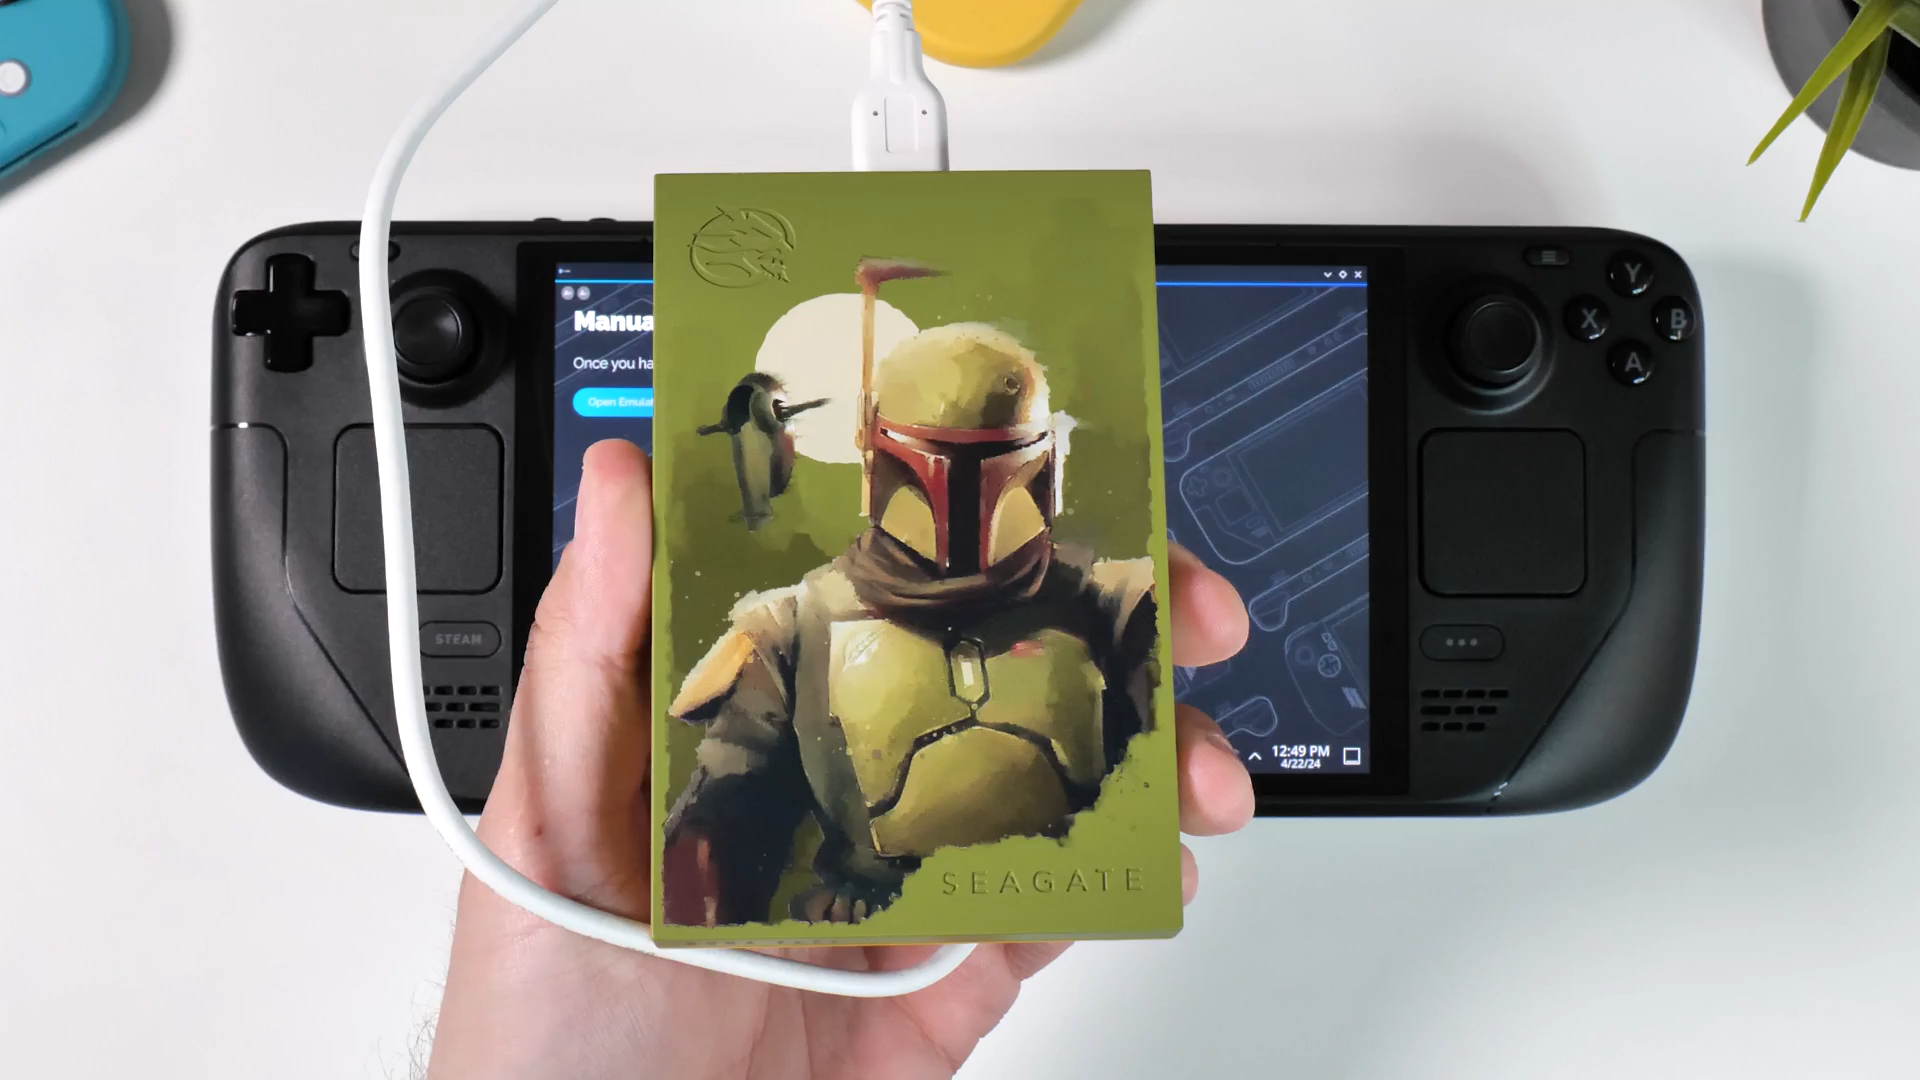 Manua
Once you ha
Open Emulat
Y
X
B
A
STEAM
SEAGATE
12:49 PM
4/22/24